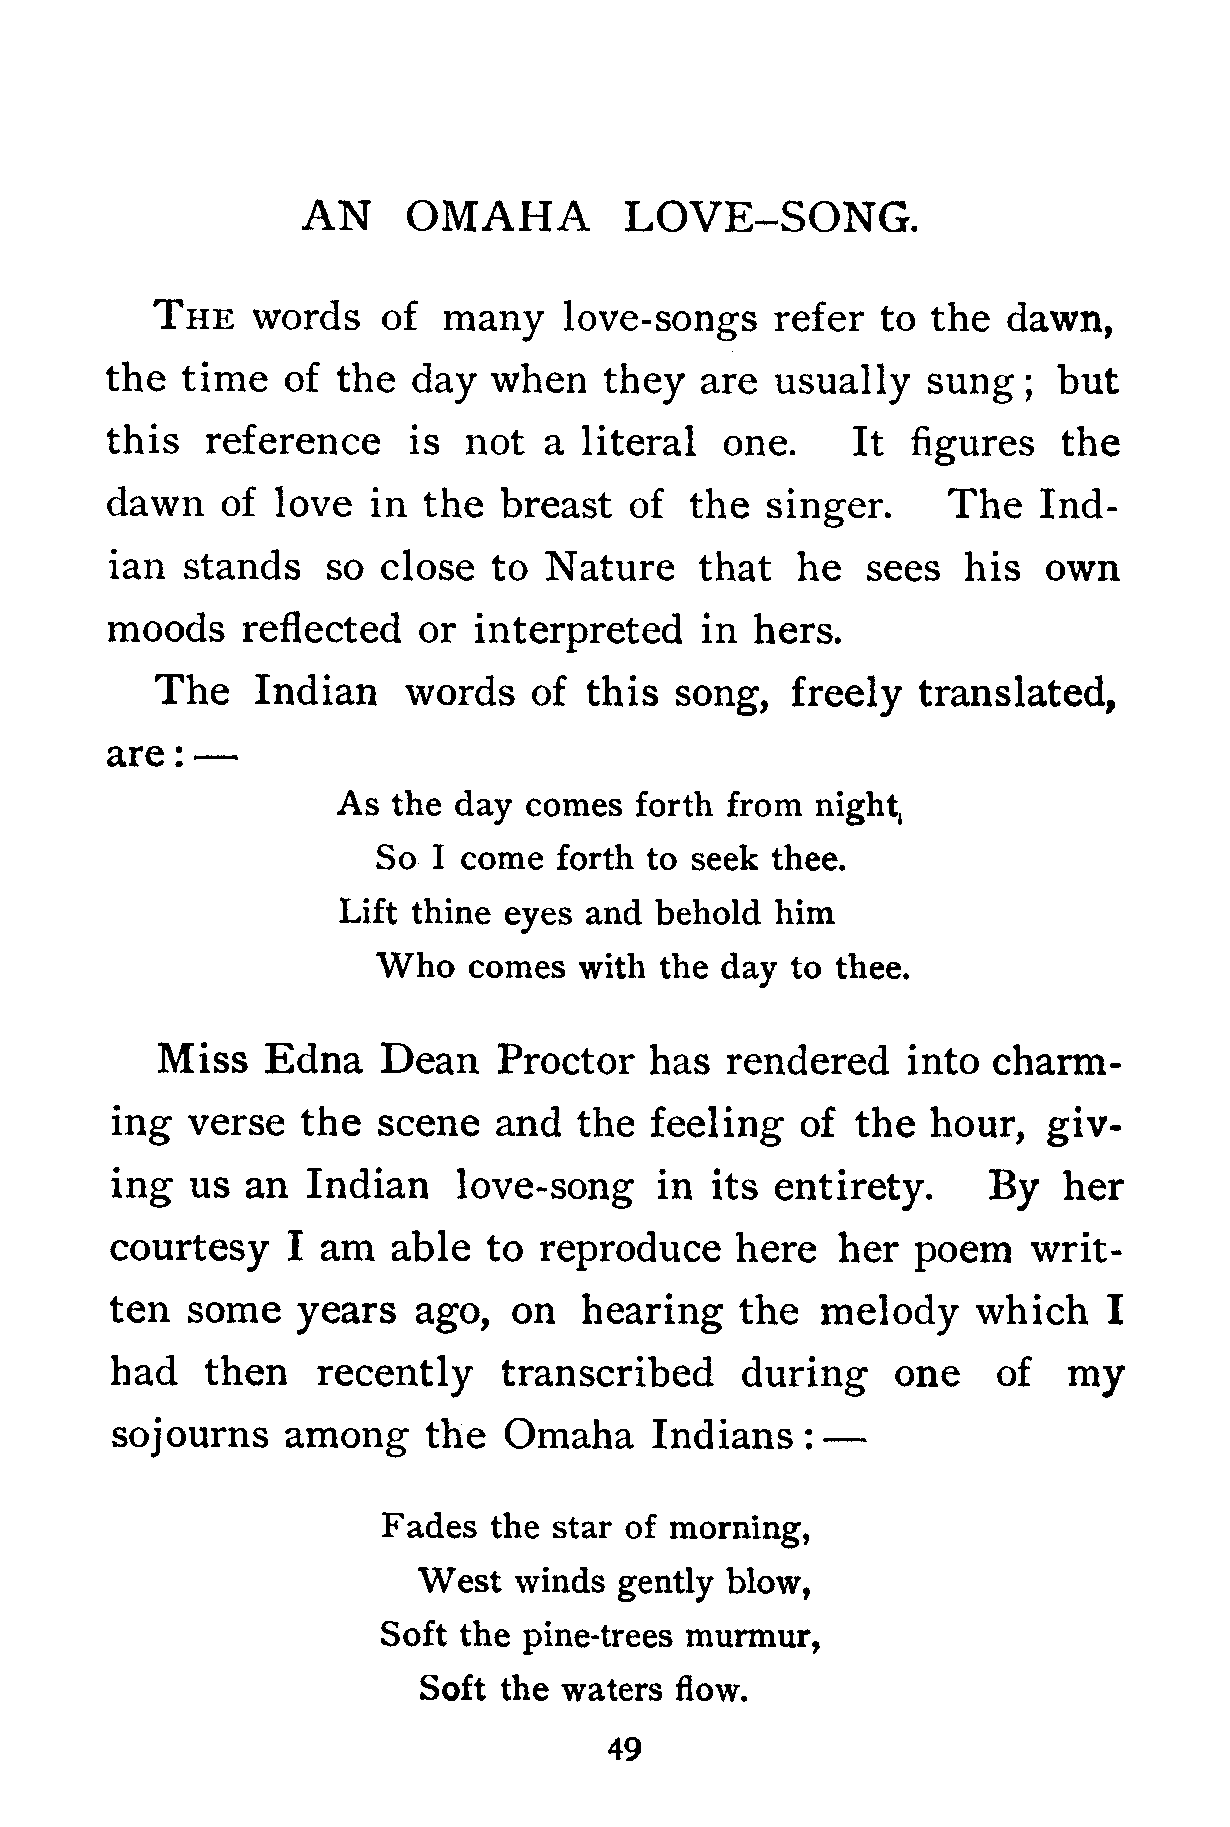 AN OMAHA LOVE-SONG.
THE words of many love-songs refer to the dawn,
the time of the day when they are usually sung; but
this reference is not a literal one. It figures the
dawn of love in the breast of the singer. The Ind-
ian stands so close to Nature that he sees his own
moods reflected or interpreted in hers.
The Indian words of this song, freely translated,
are:—
As the day comes forth from night,
So I come forth to seek thee.
Lift thine eyes and behold him
Who comes with the day to thee.
Miss Edna Dean Proctor has rendered into charm-
ing verse the scene and the feeling of the hour, giv-
ing us an Indian love-song in its entirety. By her
courtesy I am able to reproduce here her poem writ-
ten some years ago, on hearing the melody which I
had then recently transcribed during one of my
sojourns among the Omaha Indians:—
Fades the star of morning,
West winds gently blow,
Soft the pine-trees murmur,
Soft the waters flow.
49